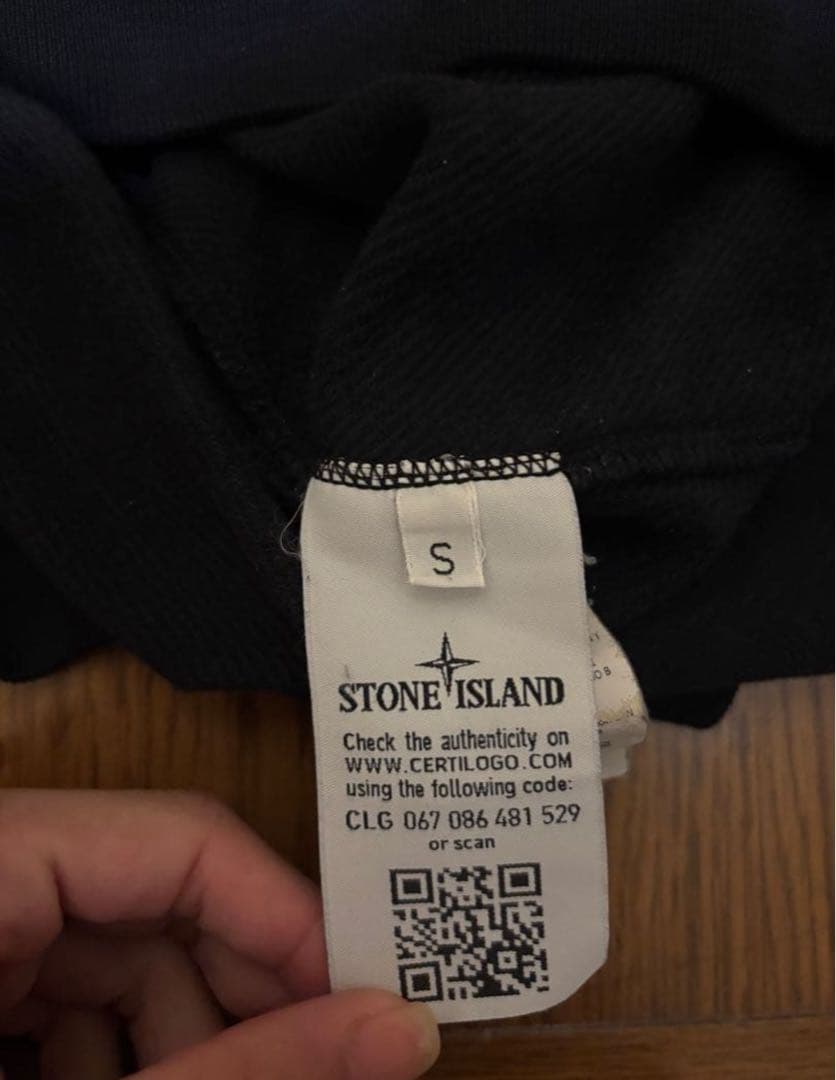 S
STONE ISLAND
Check the authenticity on
WWW.CERTILOGO.COM
using the following code:
CLG 067 086 481 529
or scan